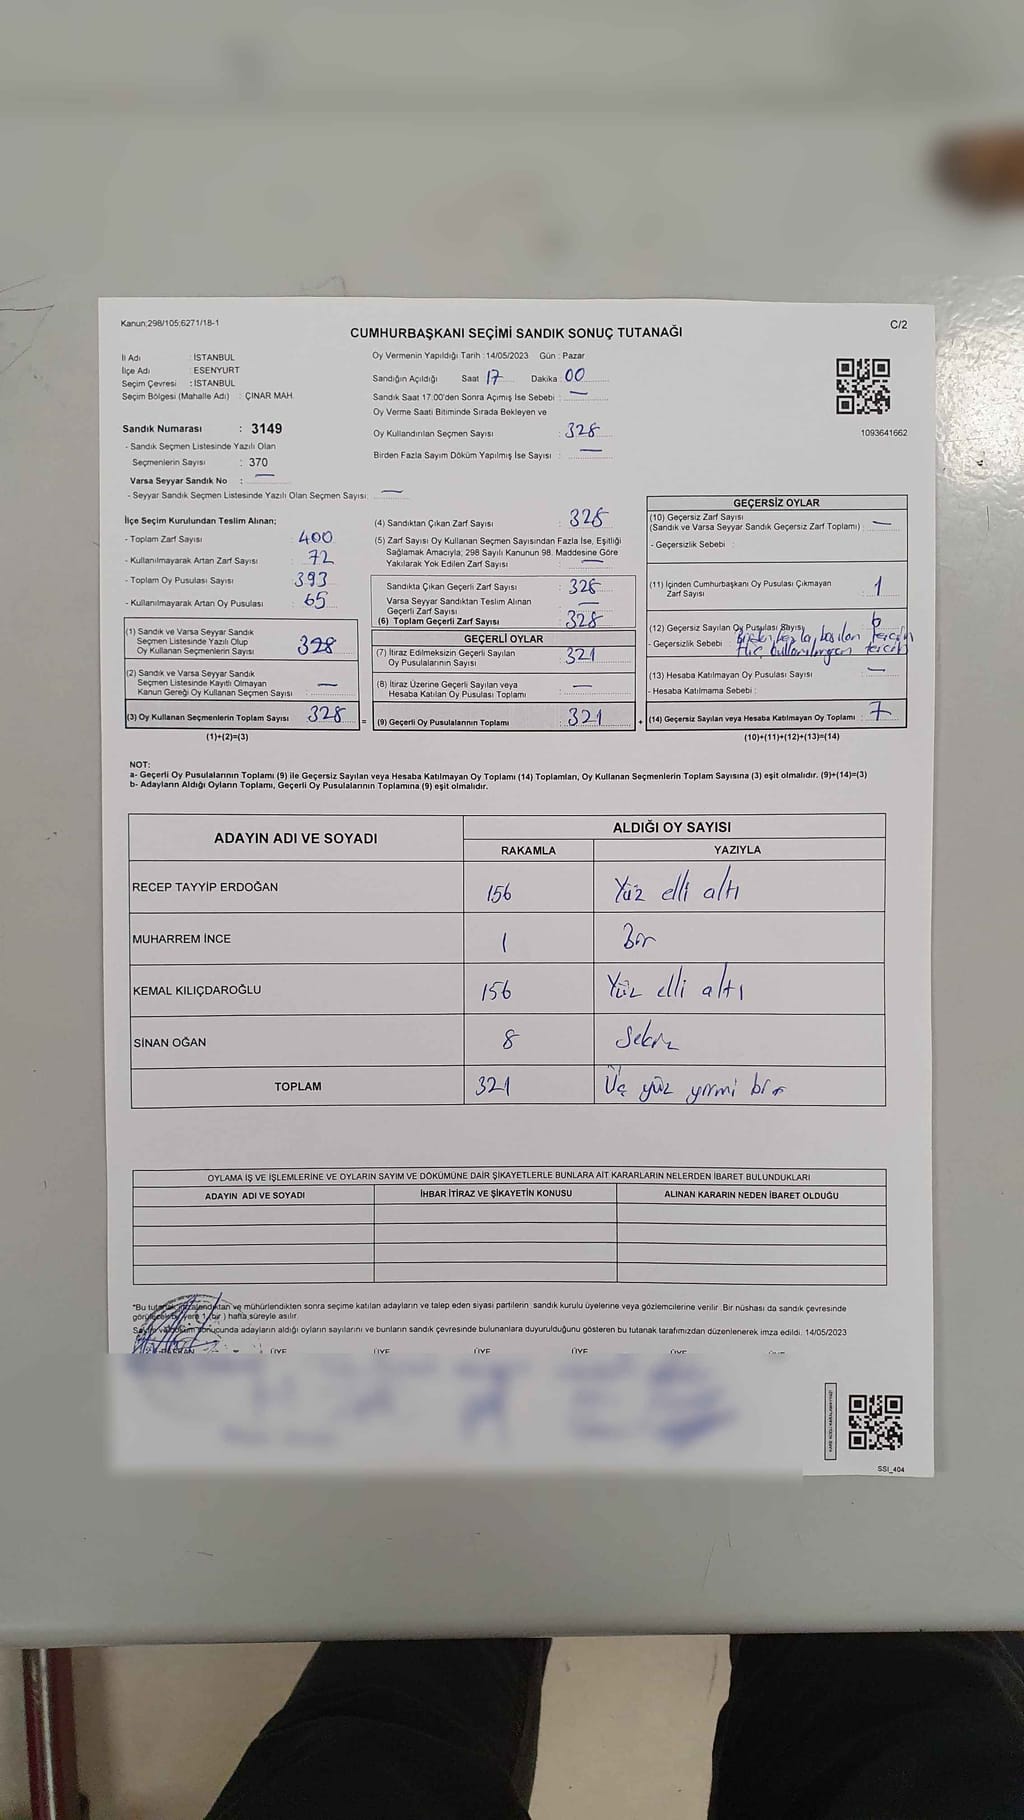 Kanun;298/105;6271/18-1
CUMHURBAŞKANI SEÇİMİ SANDIK SONUÇ TUTANAĞI
C/2
İl Adı : İSTANBUL
İlçe Adı : ESENYURT
Seçim Çevresi : İSTANBUL
Seçim Bölgesi (Mahalle Adı) : ÇINAR MAH.
Sandık Numarası : 3149
- Sandık Seçmen Listesinde Yazılı Olan
Seçmenlerin Sayısı : 370
Varsa Seyyar Sandık No : —
- Seyyar Sandık Seçmen Listesinde Yazılı Olan Seçmen Sayısı: —
Oy Vermenin Yapıldığı Tarih :14/05/2023 Gün : Pazar
Sandığın Açıldığı Saat 17 Dakika : 00
Sandık Saat 17.00'den Sonra Açımış İse Sebebi : —
Oy Verme Saati Bitiminde Sırada Bekleyen ve
Oy Kullandırılan Seçmen Sayısı : 328
Birden Fazla Sayım Döküm Yapılmış İse Sayısı : —
1093641662
İlçe Seçim Kurulundan Teslim Alınan;
- Toplam Zarf Sayısı : 400
- Kullanılmayarak Artan Zarf Sayısı : 72
- Toplam Oy Pusulası Sayısı : 393
- Kullanılmayarak Artan Oy Pusulası : 65
(1) Sandık ve Varsa Seyyar Sandık
Seçmen Listesinde Yazılı Olup
Oy Kullanan Seçmenlerin Sayısı : 328
(2) Sandık ve Varsa Seyyar Sandık
Seçmen Listesinde Kayıtlı Olmayan
Kanun Gereği Oy Kullanan Seçmen Sayısı : —
(3) Oy Kullanan Seçmenlerin Toplam Sayısı : 328
(1)+(2)=(3)
(4) Sandıktan Çıkan Zarf Sayısı : 328
(5) Zarf Sayısı Oy Kullanan Seçmen Sayısından Fazla İse, Eşitliği
Sağlamak Amacıyla; 298 Sayılı Kanunun 98. Maddesine Göre
Yakılarak Yok Edilen Zarf Sayısı : —
Sandıkta Çıkan Geçerli Zarf Sayısı : 328
Varsa Seyyar Sandıktan Teslim Alınan
Geçerli Zarf Sayısı : —
(6) Toplam Geçerli Zarf Sayısı : 328
GEÇERLİ OYLAR
(7) İtiraz Edilmeksizin Geçerli Sayılan
Oy Pusulalarının Sayısı : 321
(8) İtiraz Üzerine Geçerli Sayılan veya
Hesaba Katılan Oy Pusulası Toplamı : —
= (9) Geçerli Oy Pusulalarının Toplamı : 321
GEÇERSİZ OYLAR
(10) Geçersiz Zarf Sayısı
(Sandık ve Varsa Seyyar Sandık Geçersiz Zarf Toplamı) : —
- Geçersizlik Sebebi :
(11) İçinden Cumhurbaşkanı Oy Pusulası Çıkmayan
Zarf Sayısı : 1
(12) Geçersiz Sayılan Oy Pusulası Sayısı : 6
- Geçersizlik Sebebi : Birden fazla basılan tercih
Hiç kullanılmayan tercih
(13) Hesaba Katılmayan Oy Pusulası Sayısı : —
- Hesaba Katılmama Sebebi :
+ (14) Geçersiz Sayılan veya Hesaba Katılmayan Oy Toplamı : 7
(10)+(11)+(12)+(13)=(14)
NOT:
a- Geçerli Oy Pusulalarının Toplamı (9) ile Geçersiz Sayılan veya Hesaba Katılmayan Oy Toplamı (14) Toplamları, Oy Kullanan Seçmenlerin Toplam Sayısına (3) eşit olmalıdır. (9)+(14)=(3)
b- Adayların Aldığı Oyların Toplamı, Geçerli Oy Pusulalarının Toplamına (9) eşit olmalıdır.
ADAYIN ADI VE SOYADI
ALDIĞI OY SAYISI
RAKAMLA YAZIYLA
RECEP TAYYİP ERDOĞAN 156 Yüz elli altı
MUHARREM İNCE 1 Bir
KEMAL KILIÇDAROĞLU 156 Yüz elli altı
SİNAN OĞAN 8 Sekiz
TOPLAM 321 Üç yüz yirmi bir
OYLAMA İŞ VE İŞLEMLERİNE VE OYLARIN SAYIM VE DÖKÜMÜNE DAİR ŞİKAYETLERLE BUNLARA AİT KARARLARIN NELERDEN İBARET BULUNDUKLARI
ADAYIN ADI VE SOYADI İHBAR İTİRAZ VE ŞİKAYETİN KONUSU ALINAN KARARIN NEDEN İBARET OLDUĞU
*Bu ve mühürlendikten sonra seçime katılan adayların ve talep eden siyasi partilerin sandık kurulu üyelerine veya gözlemcilerine verilir .Bir nüshası da sandık çevresinde
yere 1 ( bir ) hafta süreyle asılır.
sonucunda adayların aldığı oyların sayılarını ve bunların sandık çevresinde bulunanlara duyurulduğunu gösteren bu tutanak tarafımızdan düzenlenerek imza edildi. 14/05/2023
ÜYE ÜYE ÜYE ÜYE ÜYE
SSI_404